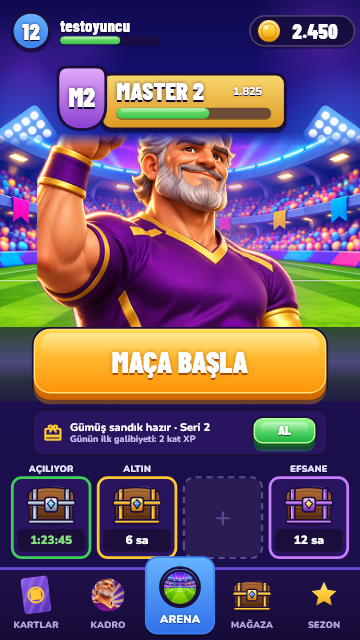 12
testoyuncu
2.450
M2
MASTER 2
1.825
MAÇA BAŞLA
Gümüş sandık hazır · Seri 2
Günün ilk galibiyeti: 2 kat XP
AL
AÇILIYOR
ALTIN
EFSANE
1:23:45
6 sa
+
12 sa
KARTLAR
KADRO
ARENA
MAĞAZA
SEZON